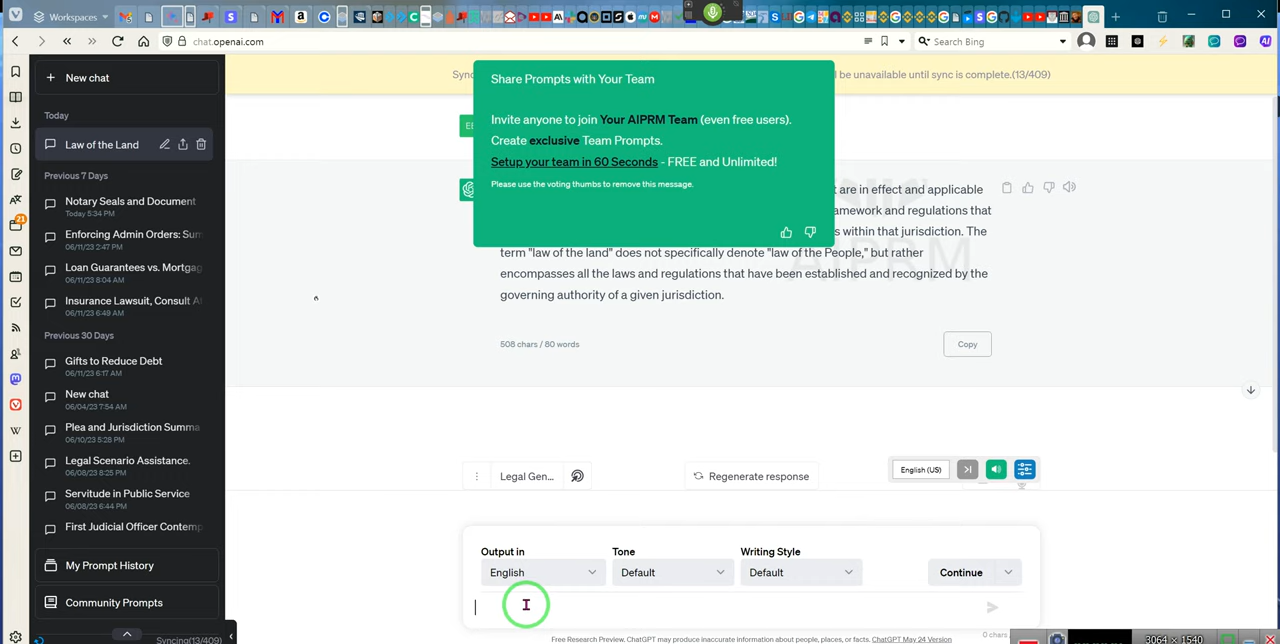 Workspaces
chat.openai.com
Search Bing
New chat
Today
Law of the Land
Previous 7 Days
Notary Seals and Document
Today 5:34 PM
Enforcing Admin Orders: Sum
06/11/23 2:47 PM
Loan Guarantees vs. Mortgag
06/11/23 8:04 AM
Insurance Lawsuit, Consult A
06/11/23 6:49 AM
Previous 30 Days
Gifts to Reduce Debt
06/11/23 6:17 AM
New chat
06/04/23 7:54 AM
Plea and Jurisdiction Summa
06/10/23 5:28 PM
Legal Scenario Assistance.
06/08/23 8:25 PM
Servitude in Public Service
06/08/23 6:44 PM
First Judicial Officer Contemp
My Prompt History
Community Prompts
Syncing(13/409)
21
be unavailable until sync is complete.(13/409)
Share Prompts with Your Team
Invite anyone to join Your AIPRM Team (even free users).
Create exclusive Team Prompts.
Setup your team in 60 Seconds - FREE and Unlimited!
Please use the voting thumbs to remove this message.
are in effect and applicable
amework and regulations that
s within that jurisdiction. The
term "law of the land" does not specifically denote "law of the People," but rather
encompasses all the laws and regulations that have been established and recognized by the
governing authority of a given jurisdiction.
AIPRM
508 chars / 80 words
Copy
Legal Gen...
Regenerate response
English (US)
Output in
Tone
Writing Style
English
Default
Default
Continue
0 chars
Free Research Preview. ChatGPT may produce inaccurate information about people, places, or facts. ChatGPT May 24 Version
3064 × 1540